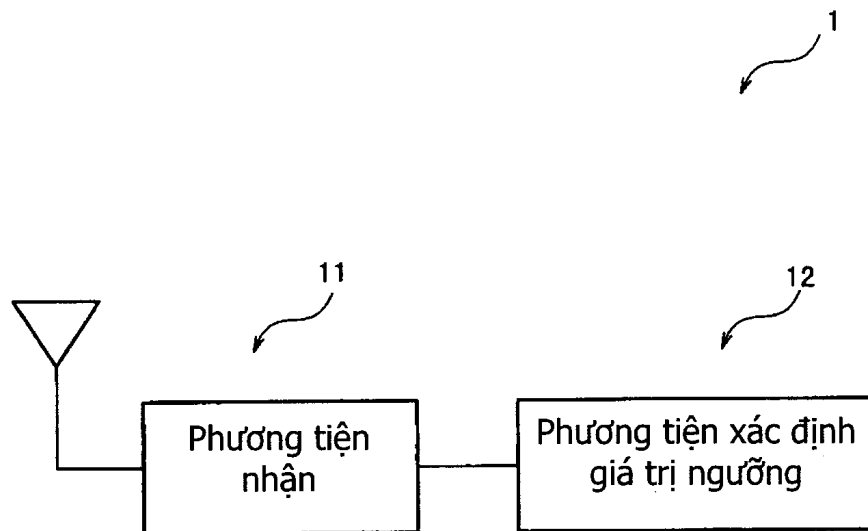 1
11
12
Phương tiện
nhận
Phương tiện xác định
giá trị ngưỡng